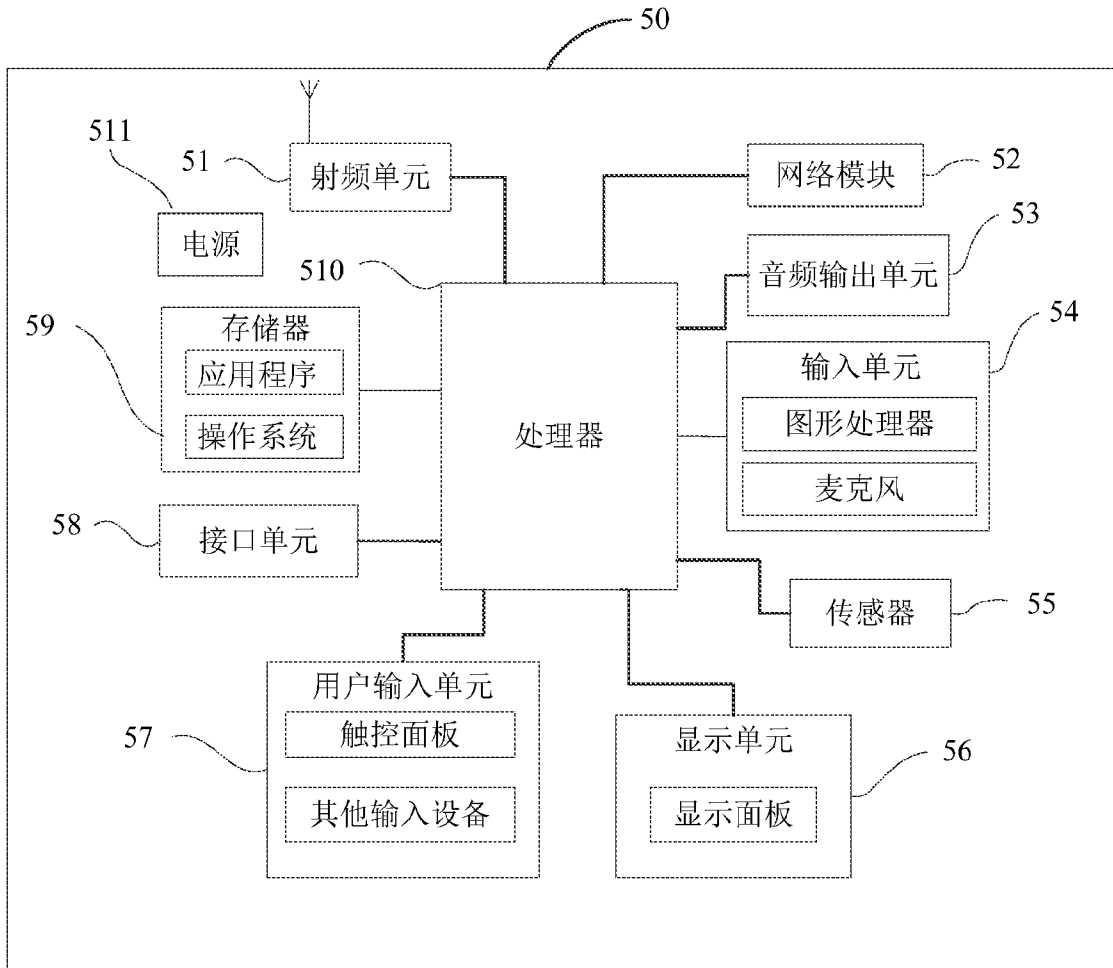 50
511
51
射频单元
网络模块
52
电源
510
音频输出单元
53
59
存储器
应用程序
操作系统
处理器
输入单元
54
图形处理器
麦克风
58
接口单元
传感器
55
57
用户输入单元
触控面板
其他输入设备
显示单元
56
显示面板